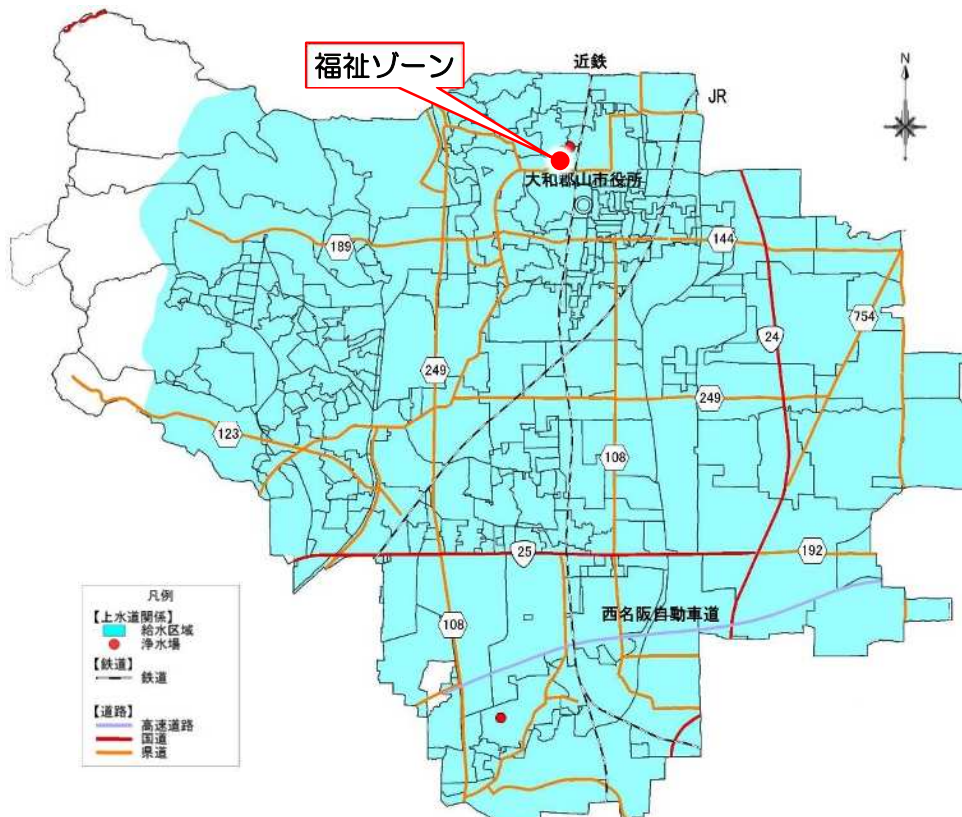 近鉄
福祉ゾーン
JR
N
大和郡山市役所
189
144
754
24
249
249
123
108
25
192
西名阪自動車道
108
凡例
【上水道関係】
給水区域
浄水場
【鉄道】
鉄道
【道路】
高速道路
国道
県道